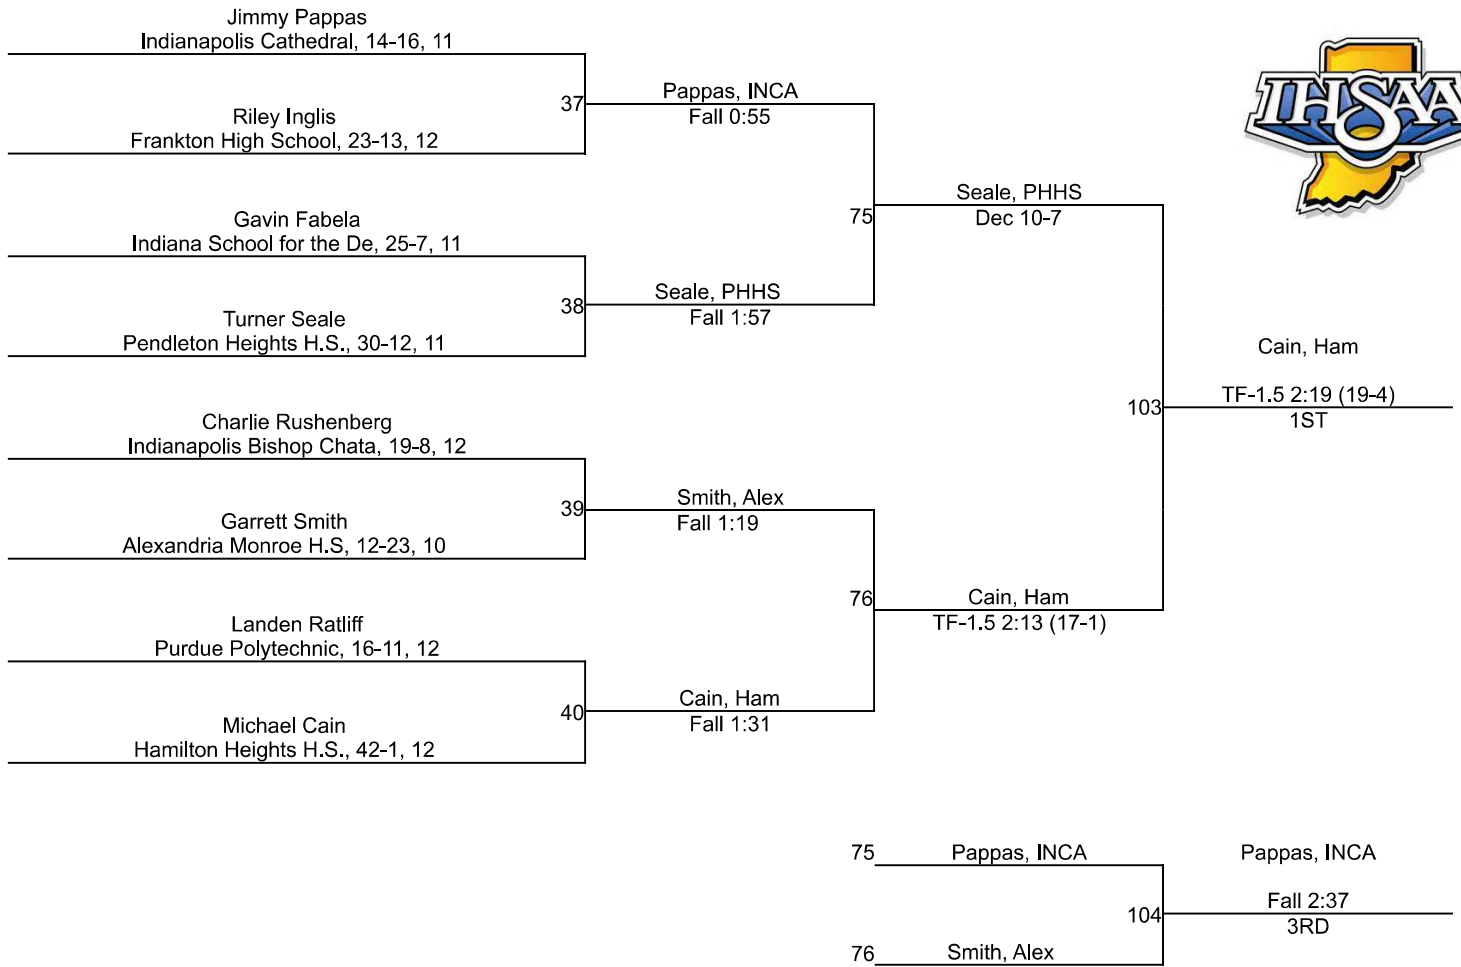 Jimmy Pappas
Indianapolis Cathedral, 14-16, 11
37
Riley Inglis
Frankton High School, 23-13, 12
Pappas, INCA
Fall 0:55
Gavin Fabela
Indiana School for the De, 25-7, 11
38
Turner Seale
Pendleton Heights H.S., 30-12, 11
Seale, PHHS
Fall 1:57
75
Seale, PHHS
Dec 10-7
Charlie Rushenberg
Indianapolis Bishop Chata, 19-8, 12
39
Garrett Smith
Alexandria Monroe H.S, 12-23, 10
Smith, Alex
Fall 1:19
Landen Ratliff
Purdue Polytechnic, 16-11, 12
40
Michael Cain
Hamilton Heights H.S., 42-1, 12
Cain, Ham
Fall 1:31
76
Cain, Ham
TF-1.5 2:13 (17-1)
103
Cain, Ham
TF-1.5 2:19 (19-4)
1ST
IHSAA
75
Pappas, INCA
76
Smith, Alex
104
Pappas, INCA
Fall 2:37
3RD